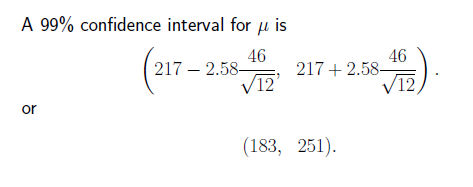 A 99% confidence interval for μ is
(217 − 2.58 46/√12, 217 + 2.58 46/√12).
or
(183, 251).